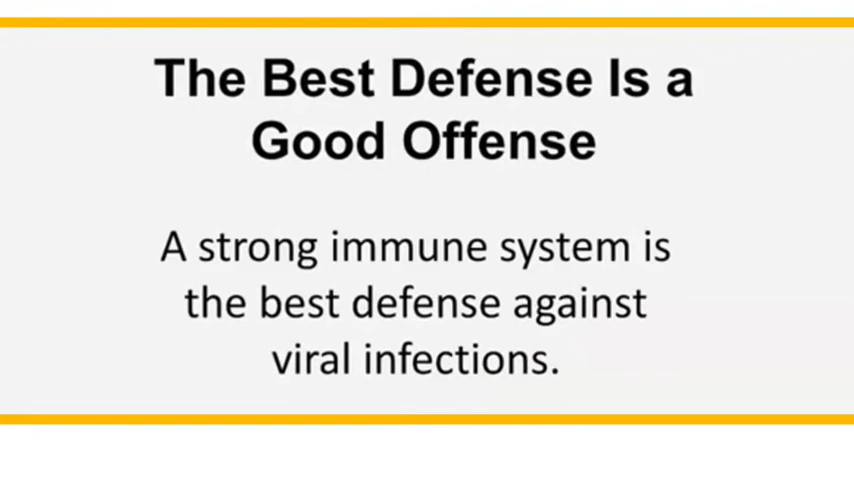 The Best Defense Is a
Good Offense
A strong immune system is
the best defense against
viral infections.